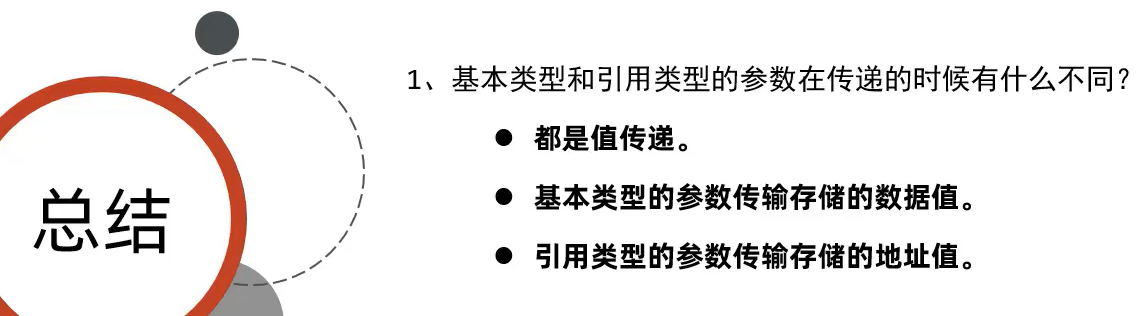 总结
1、基本类型和引用类型的参数在传递的时候有什么不同？
● 都是值传递。
● 基本类型的参数传输存储的数据值。
● 引用类型的参数传输存储的地址值。